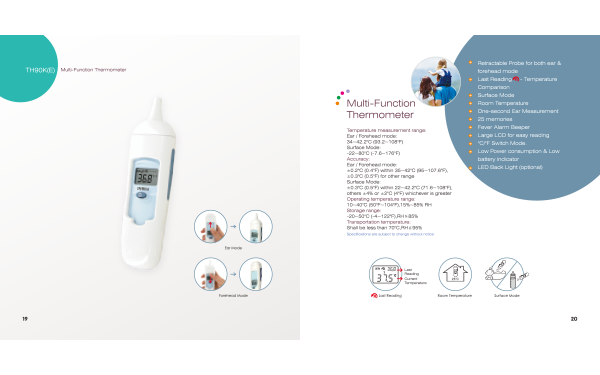 TH90K(E)
Multi-Function Thermometer
Ear Mode
Forehead Mode
19
Multi-Function
Thermometer
Temperature measurement range:
Ear / Forehead mode:
34~42.2°C (93.2~108°F)
Surface Mode:
-22~80°C (-7.6~176°F)
Accuracy:
Ear / Forehead mode:
±0.2°C (0.4°F) within 35~42°C (95~107.6°F),
±0.3°C (0.5°F) for other range
Surface Mode:
±0.3°C (0.5°F) within 22~42.2°C (71.6~108°F),
others ±4% or ±2°C (4°F) whichever is greater
Operating temperature range:
10~40°C (50°F~104°F),15%~85% RH
Storage range:
-20~50°C (-4~122°F),RH≦85%
Transportation temperature:
Shall be less than 70°C,RH≦95%
Specifications are subject to change without notice
Retractable Probe for both ear &
forehead mode
Last Reading - Temperature
Comparison
Surface Mode
Room Temperature
One-second Ear Measurement
25 memories
Fever Alarm Beeper
Large LCD for easy reading
°C/°F Switch Mode.
Low Power consumption & Low
battery indicator
LED Back Light (optional)
37.5
Last
Reading
Current
Temperature
Last Reading
Room Temperature
Surface Mode
20